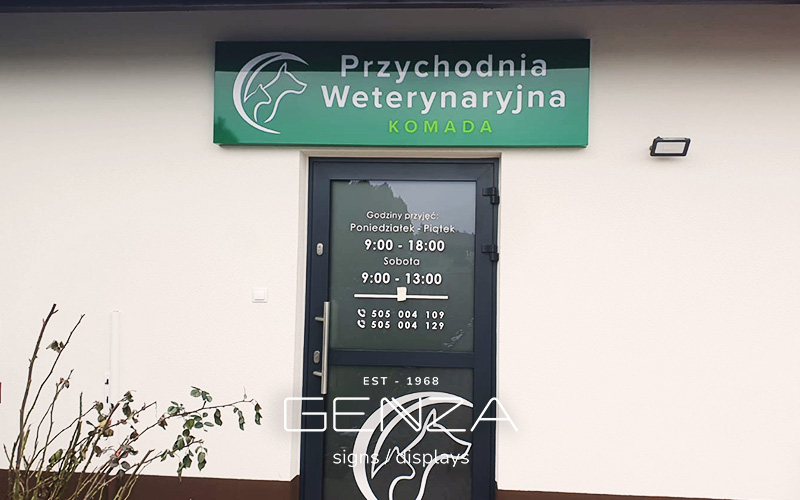 Przychodnia
Weterynaryjna
KOMADA
Godziny przyjęć:
Poniedziałek - Piątek
9:00 - 18:00
Sobota
9:00 - 13:00
505 004 109
505 004 129
EST - 1968
GENZA
signs / displays